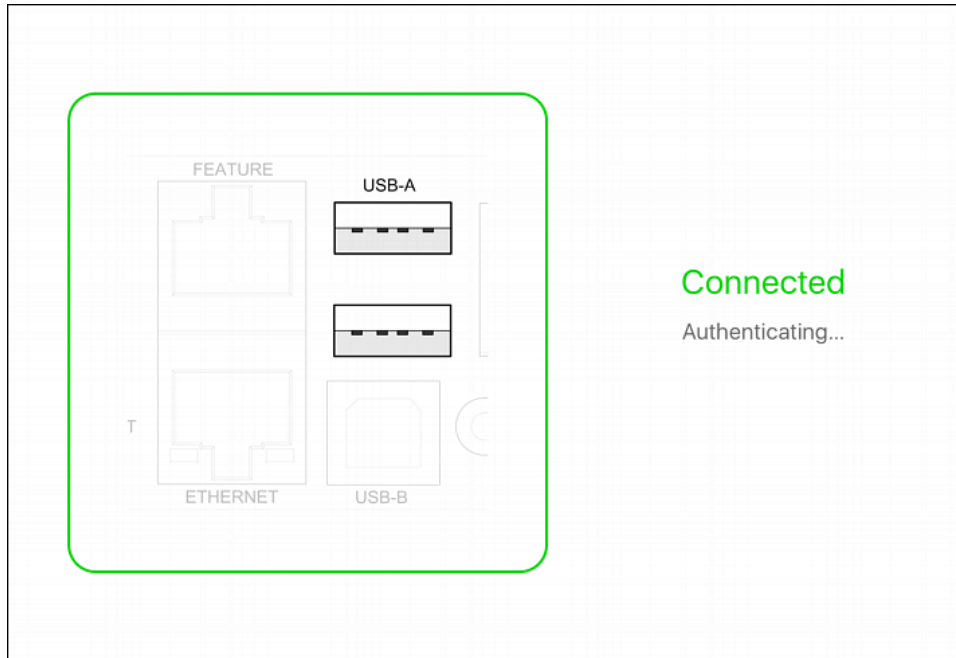 FEATURE
USB-A
Connected
Authenticating...
T
ETHERNET
USB-B